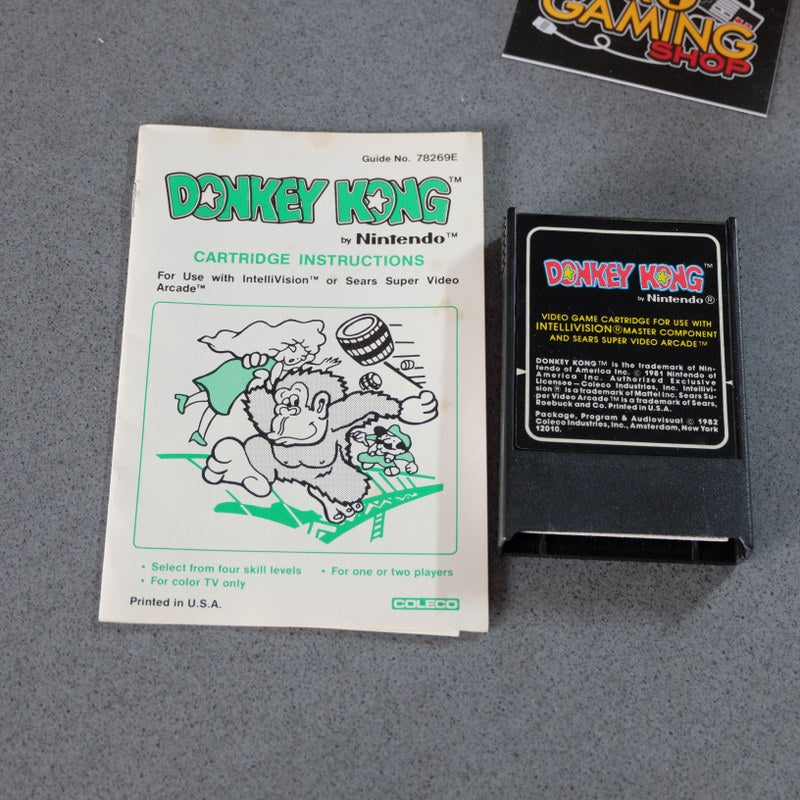 GAMING
SHOP
Guide No. 78269E
DONKEY KONG™
by Nintendo™
CARTRIDGE INSTRUCTIONS
For Use with IntelliVision™ or Sears Super Video
Arcade™
• Select from four skill levels • For one or two players
• For color TV only
Printed in U.S.A.
COLECO
DONKEY KONG™
by Nintendo®
VIDEO GAME CARTRIDGE FOR USE WITH
INTELLIVISION® MASTER COMPONENT
AND SEARS SUPER VIDEO ARCADE™
DONKEY KONG™ is the trademark of Nin-
tendo of America Inc. © 1981 Nintendo of
America Inc. Authorized Exclusive
Licensee—Coleco Industries, Inc. Intellivi-
sion® is a trademark of Mattel Inc. Sears Su-
per Video Arcade™ is a trademark of Sears,
Roebuck and Co. Printed in U.S.A.
Package, Program & Audiovisual © 1982
Coleco Industries, Inc., Amsterdam, New York
12010.